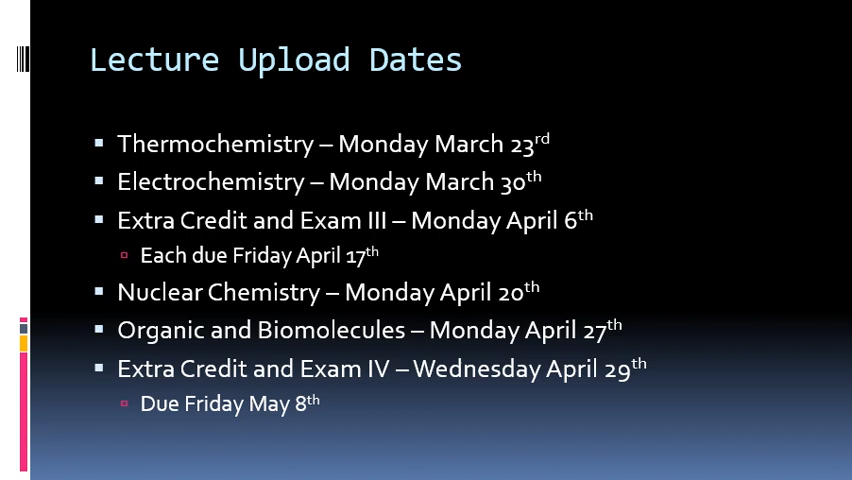 Lecture Upload Dates
Thermochemistry – Monday March 23rd
Electrochemistry – Monday March 30th
Extra Credit and Exam III – Monday April 6th
Each due Friday April 17th
Nuclear Chemistry – Monday April 20th
Organic and Biomolecules – Monday April 27th
Extra Credit and Exam IV – Wednesday April 29th
Due Friday May 8th